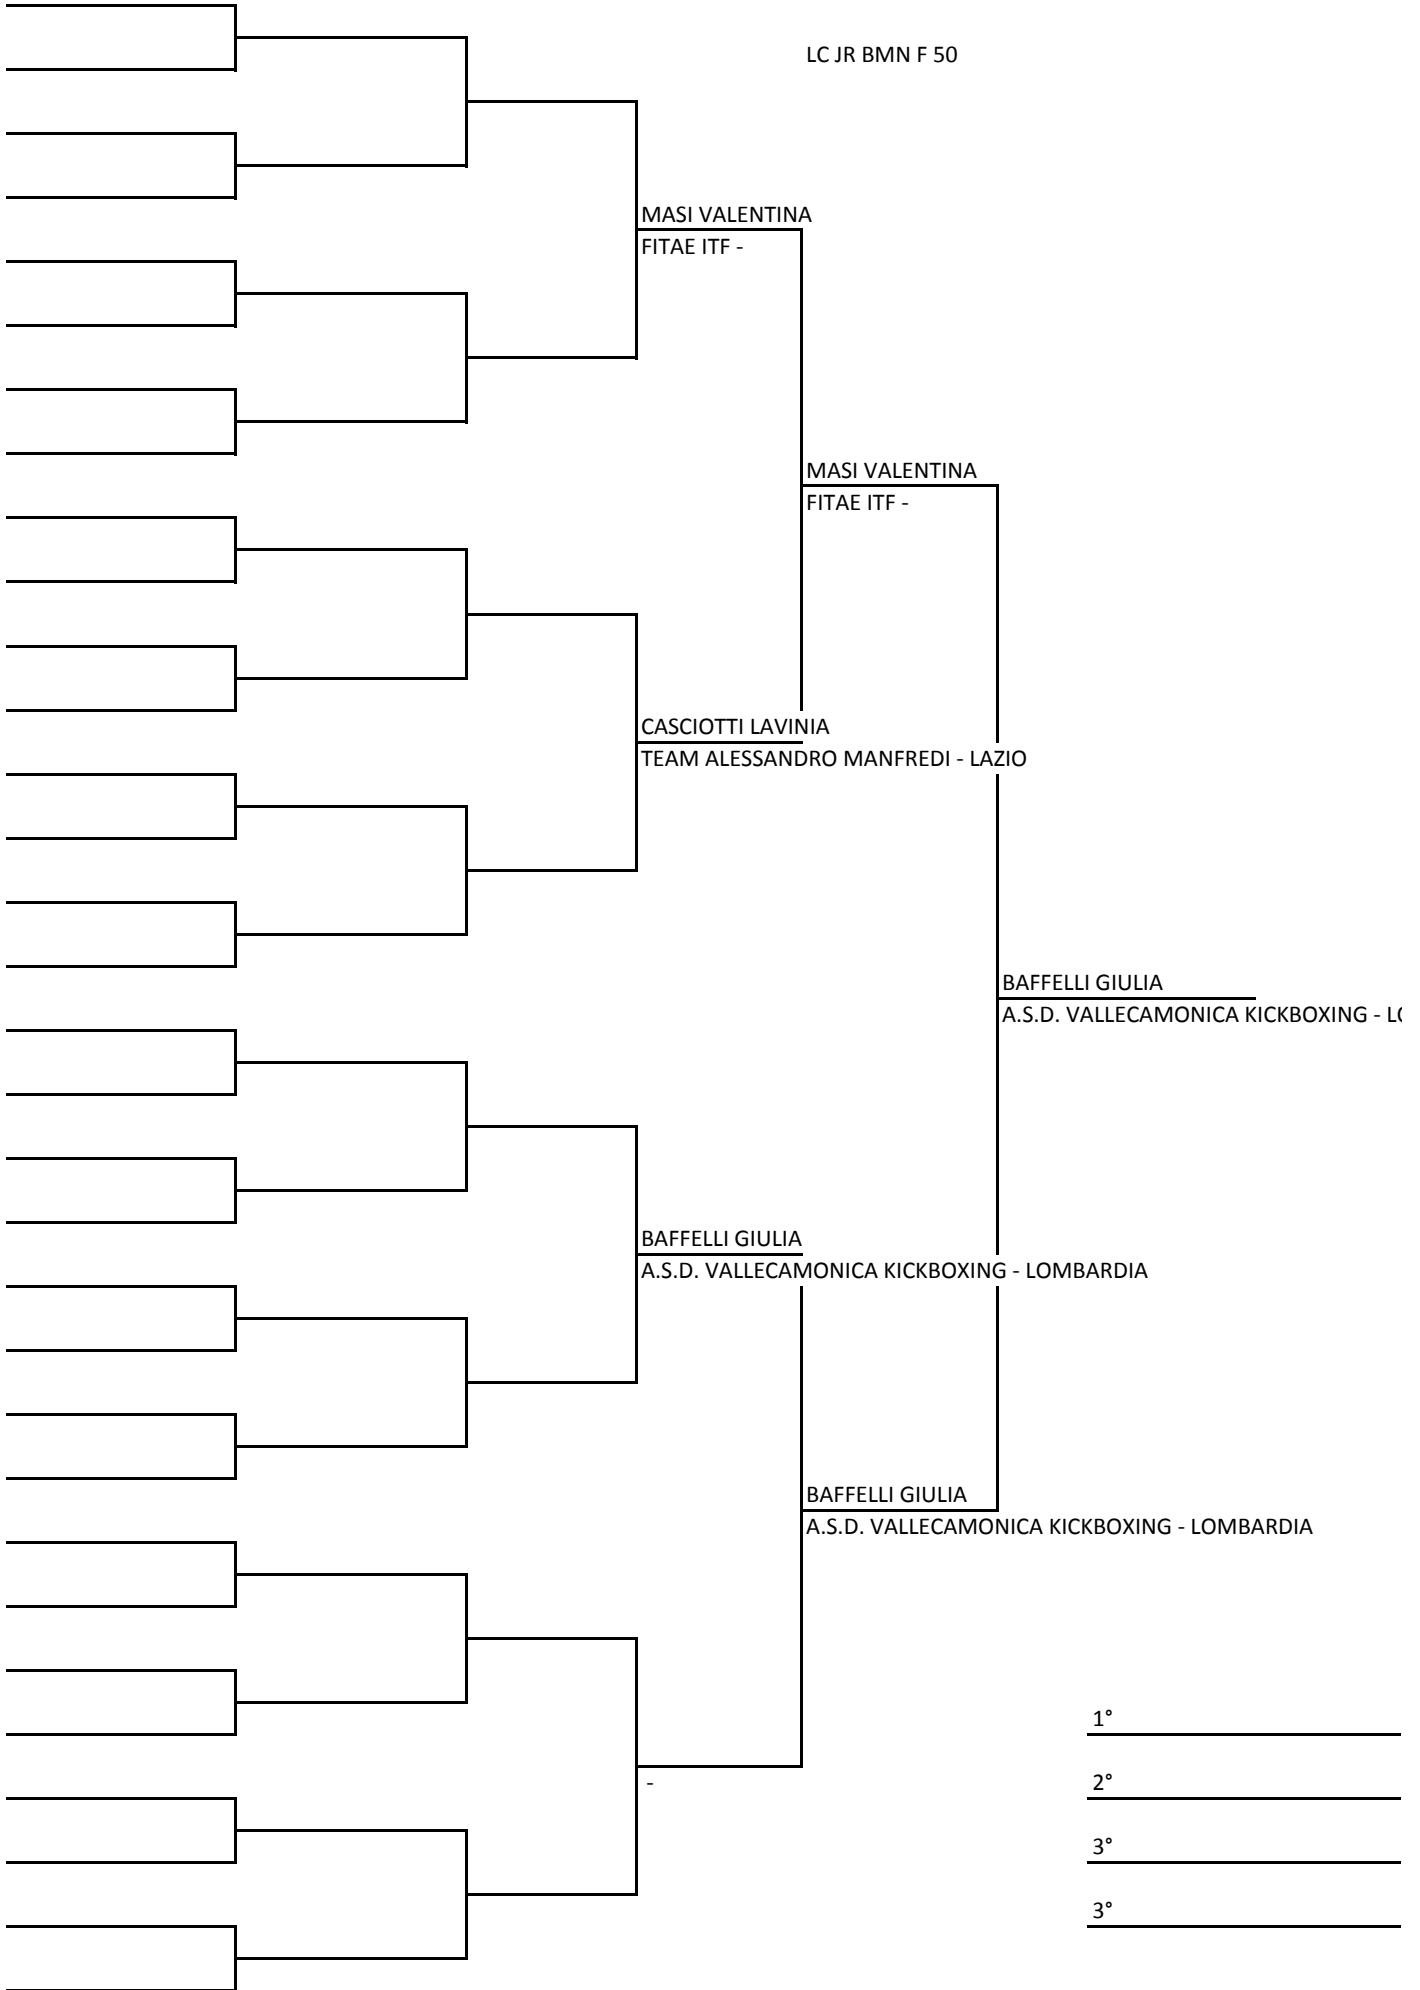 LC JR BMN F 50
MASI VALENTINA
FITAE ITF -
MASI VALENTINA
FITAE ITF -
CASCIOTTI LAVINIA
TEAM ALESSANDRO MANFREDI - LAZIO
BAFFELLI GIULIA
A.S.D. VALLECAMONICA KICKBOXING - LO
BAFFELLI GIULIA
A.S.D. VALLECAMONICA KICKBOXING - LOMBARDIA
BAFFELLI GIULIA
A.S.D. VALLECAMONICA KICKBOXING - LOMBARDIA
1°
-
2°
3°
3°